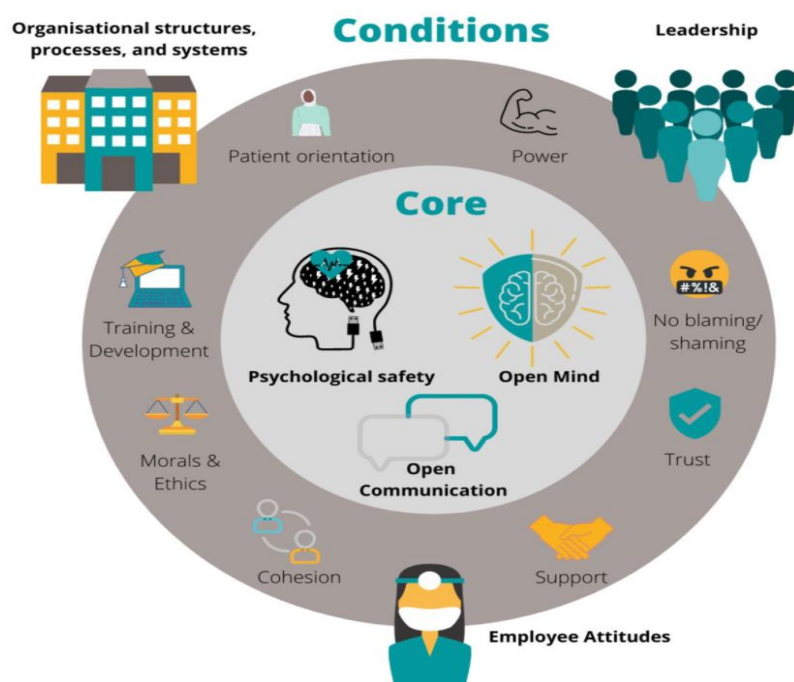 Organisational structures,
processes, and systems
Conditions
Leadership
Patient orientation
Power
Core
#%!&
Training &
Development
No blaming/
shaming
Psychological safety
Open Mind
Morals &
Ethics
Trust
Open
Communication
Cohesion
Support
Employee Attitudes